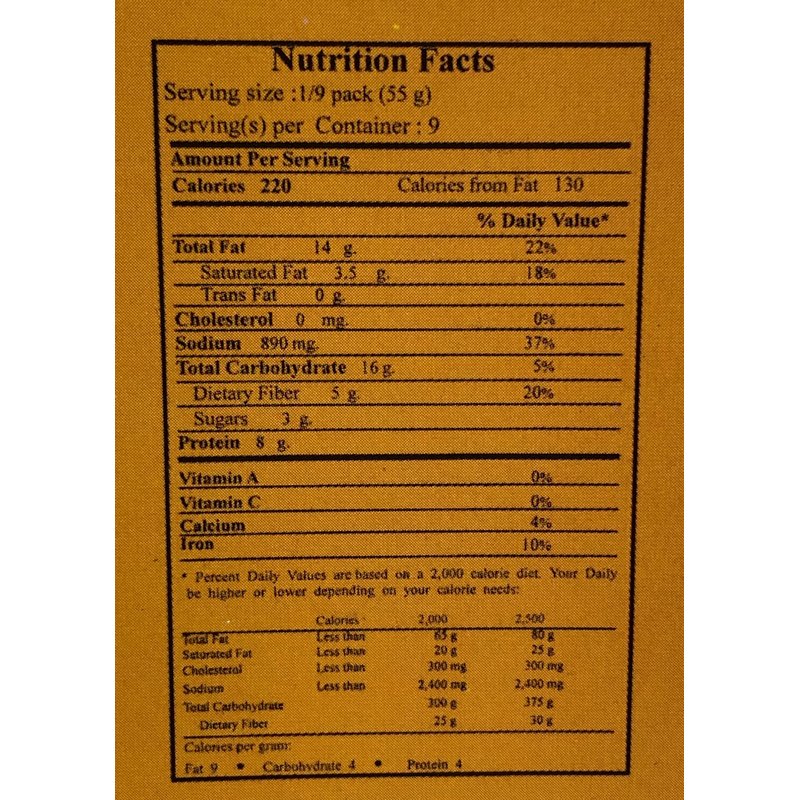 Nutrition Facts
Serving size :1/9 pack (55 g)
Serving(s) per Container : 9
Amount Per Serving
Calories 220 Calories from Fat 130
% Daily Value*
Total Fat 14 g. 22%
Saturated Fat 3.5 g. 18%
Trans Fat 0 g.
Cholesterol 0 mg. 0%
Sodium 890 mg. 37%
Total Carbohydrate 16 g. 5%
Dietary Fiber 5 g. 20%
Sugars 3 g.
Protein 8 g.
Vitamin A 0%
Vitamin C 0%
Calcium 4%
Iron 10%
* Percent Daily Values are based on a 2,000 calorie diet. Your Daily
be higher or lower depending on your calorie needs:
Calories 2,000 2,500
Total Fat Less than 65 g 80 g
Saturated Fat Less than 20 g 25 g
Cholesterol Less than 300 mg 300 mg
Sodium Less than 2,400 mg 2,400 mg
Total Carbohydrate 300 g 375 g
Dietary Fiber 25 g 30 g
Calories per gram:
Fat 9 * Carbohydrate 4 * Protein 4